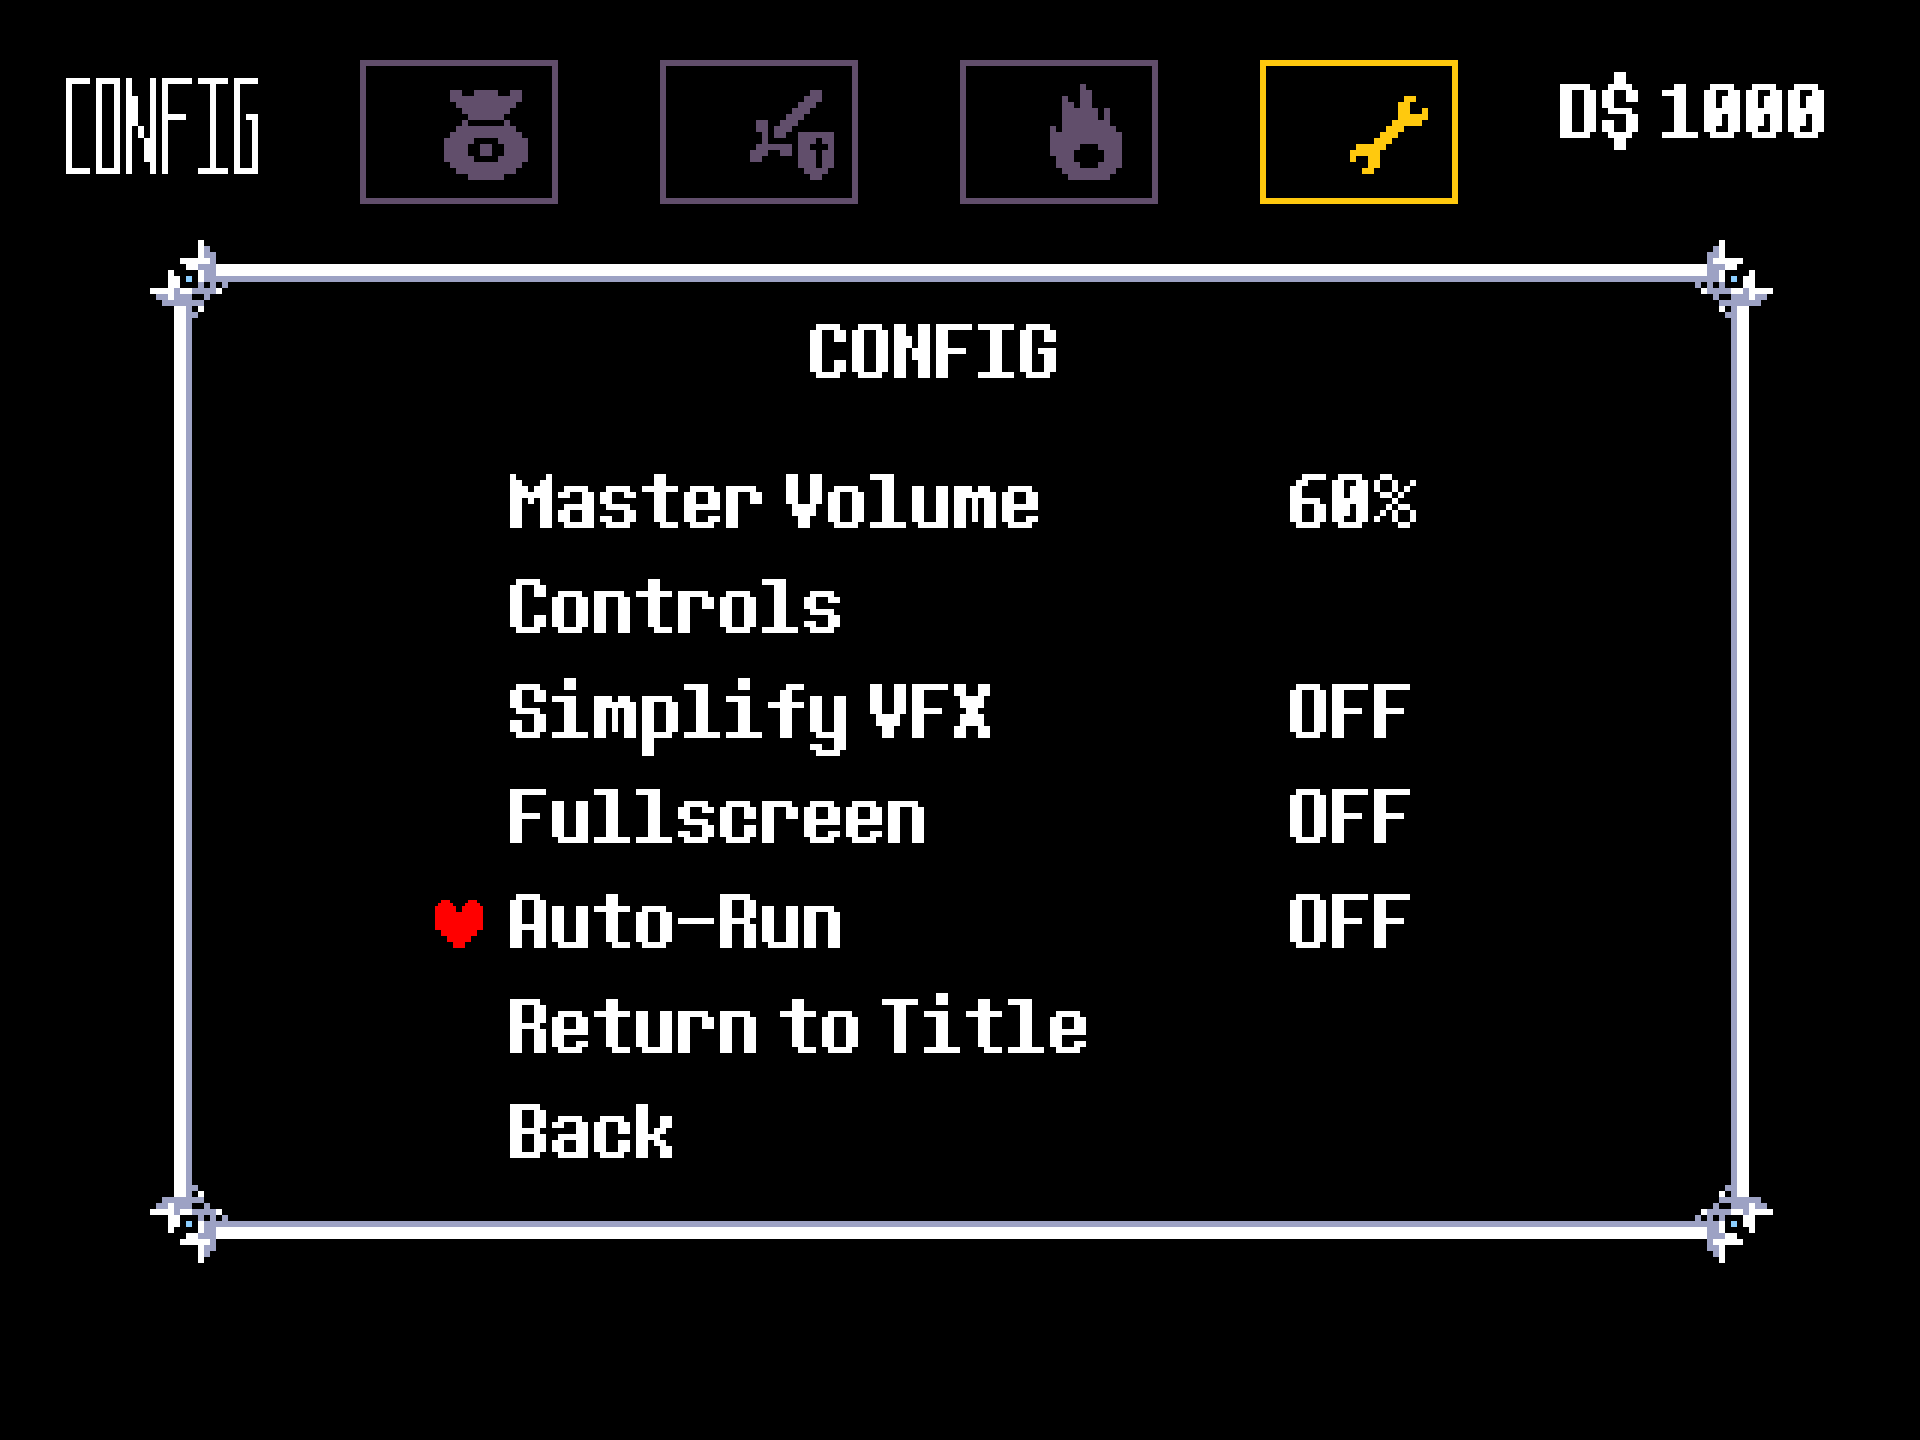 CONFIG
D$ 1000
CONFIG
Master Volume 60%
Controls
Simplify VFX OFF
Fullscreen OFF
Auto-Run OFF
Return to Title
Back